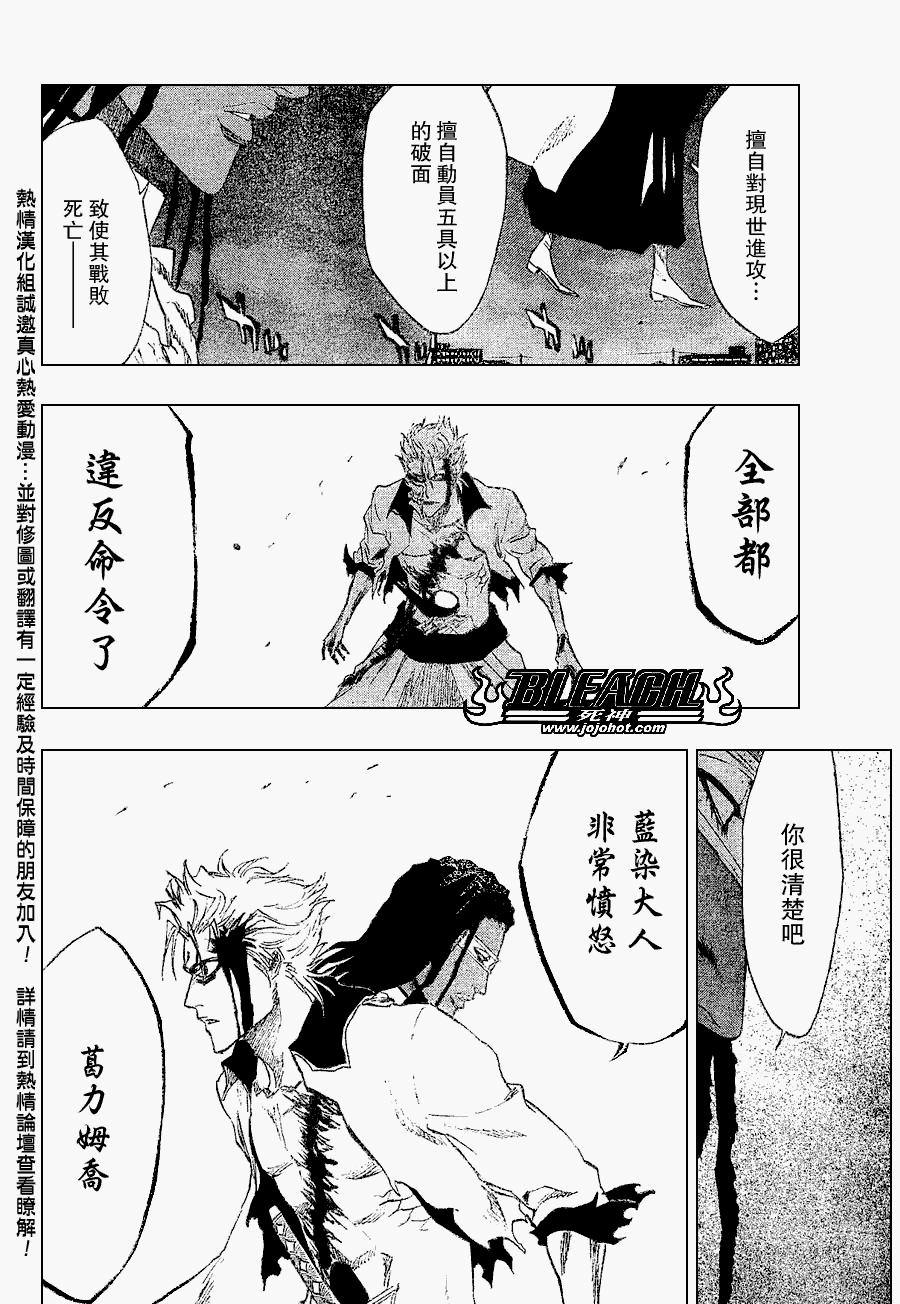 擅自對現世進攻…
擅自動員五具以上
的破面
致使其戰敗
死亡——
全部都
違反命令了
BLEACH
死神
www.jojohot.com
你很清楚吧
藍染大人
非常憤怒
葛力姆喬
熱情漢化組誠邀真心熱愛動漫…並對修圖或翻譯有一定經驗及時間保障的朋友加入! 詳情請到熱情論壇查看瞭解!